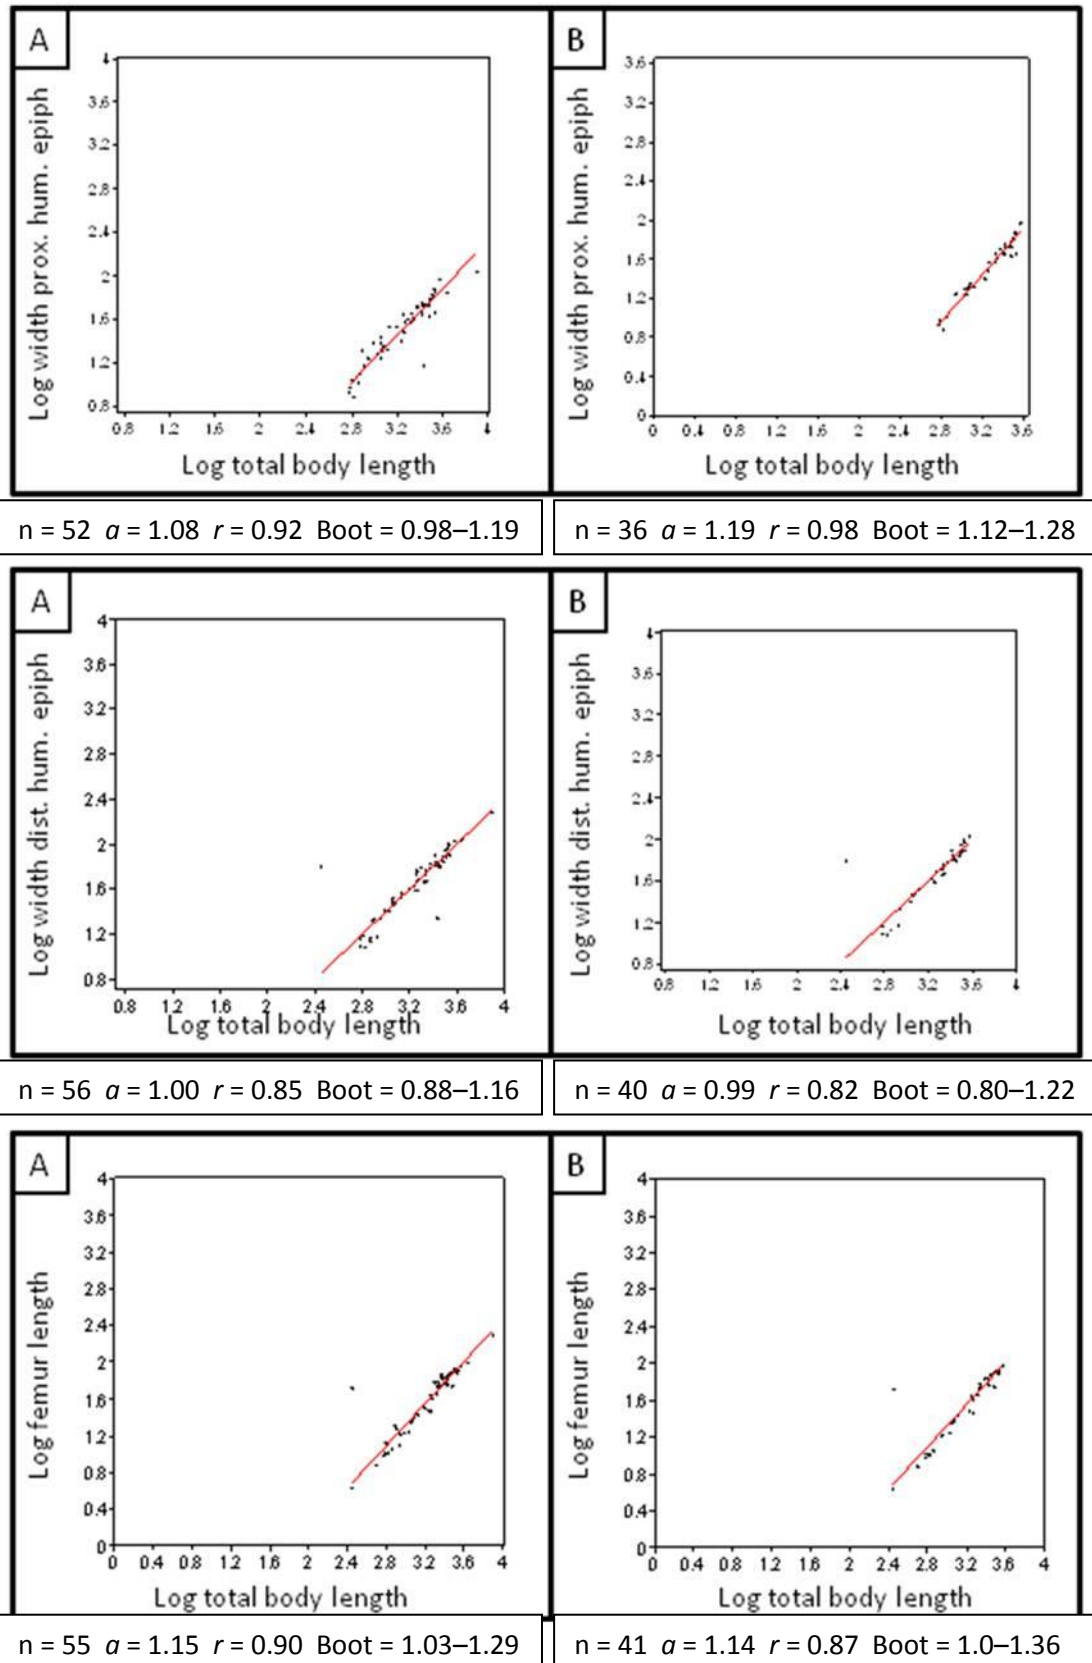 A
B
Log width prox. hum. epiph
4
3.6
3.2
2.8
2.4
2
1.6
1.2
0.8
0.8 1.2 1.6 2 2.4 2.8 3.2 3.6 4
Log total body length
Log width prox. hum. epiph
3.6
3.2
2.8
2.4
2
1.6
1.2
0.8
0.4
0
0 0.4 0.8 1.2 1.6 2 2.4 2.8 3.2 3.6
Log total body length
n = 52 a = 1.08 r = 0.92 Boot = 0.98–1.19
n = 36 a = 1.19 r = 0.98 Boot = 1.12–1.28
A
B
Log width dist. hum. epiph
4
3.6
3.2
2.8
2.4
2
1.6
1.2
0.8
0.8 1.2 1.6 2 2.4 2.8 3.2 3.6 4
Log total body length
Log width dist. hum. epiph
4
3.6
3.2
2.8
2.4
2
1.6
1.2
0.8
0.8 1.2 1.6 2 2.4 2.8 3.2 3.6 4
Log total body length
n = 56 a = 1.00 r = 0.85 Boot = 0.88–1.16
n = 40 a = 0.99 r = 0.82 Boot = 0.80–1.22
A
B
Log femur length
4
3.6
3.2
2.8
2.4
2
1.6
1.2
0.8
0.4
0
0 0.4 0.8 1.2 1.6 2 2.4 2.8 3.2 3.6 4
Log total body length
Log femur length
4
3.6
3.2
2.8
2.4
2
1.6
1.2
0.8
0.4
0
0 0.4 0.8 1.2 1.6 2 2.4 2.8 3.2 3.6 4
Log total body length
n = 55 a = 1.15 r = 0.90 Boot = 1.03–1.29
n = 41 a = 1.14 r = 0.87 Boot = 1.0–1.36